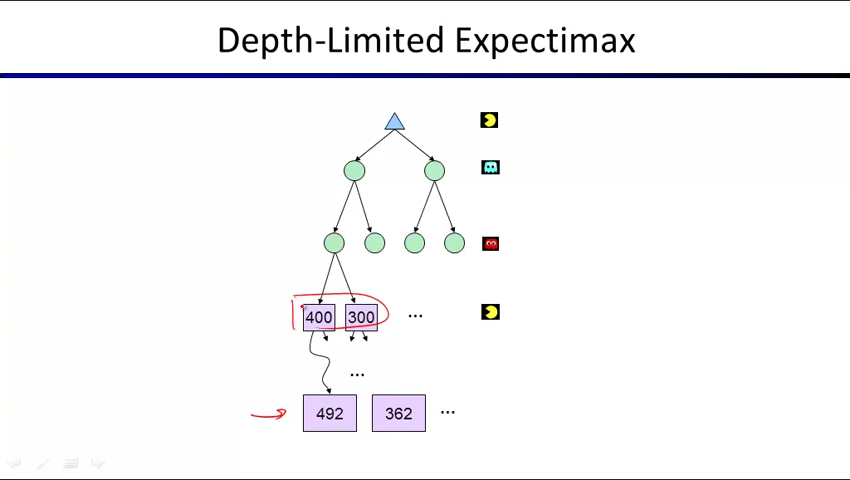 Depth-Limited Expectimax
400 300 ...
...
492 362 ...